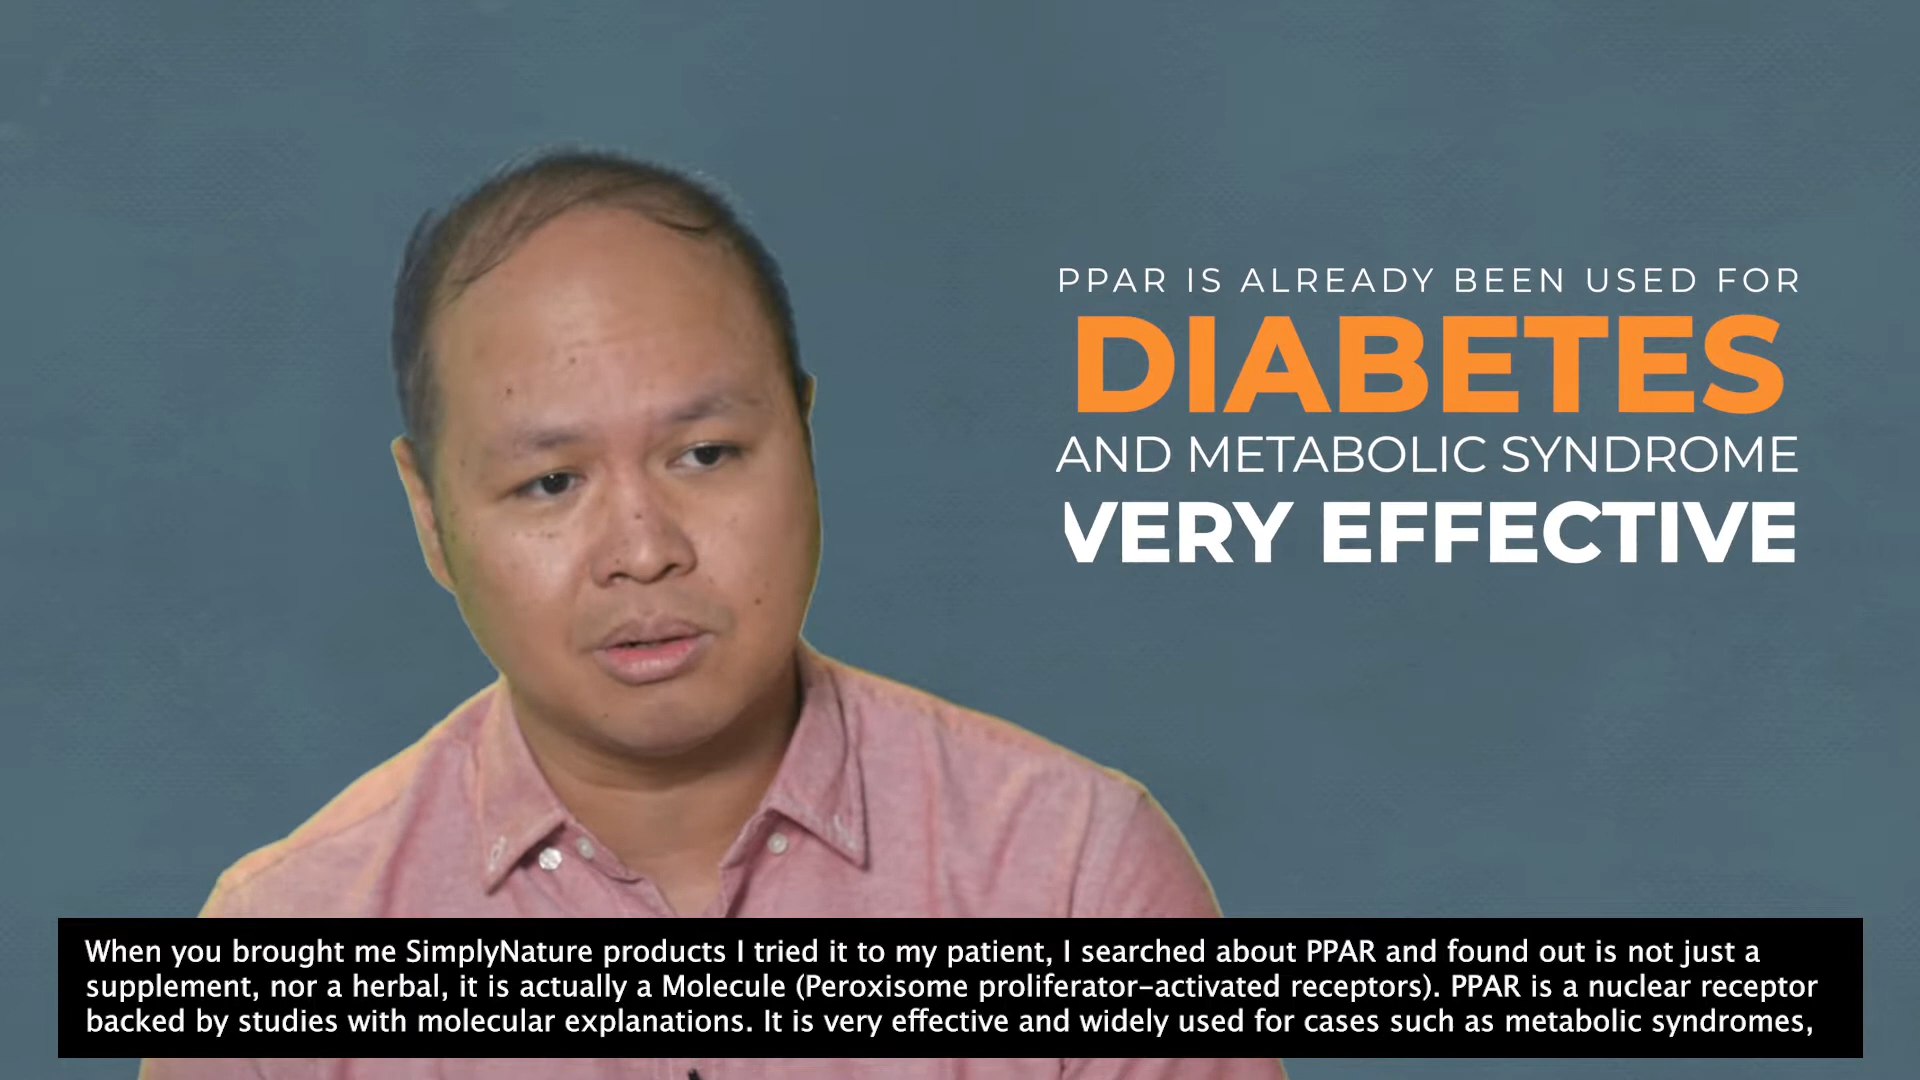 PPAR IS ALREADY BEEN USED FOR
DIABETES
AND METABOLIC SYNDROME
VERY EFFECTIVE
When you brought me SimplyNature products I tried it to my patient, I searched about PPAR and found out is not just a
supplement, nor a herbal, it is actually a Molecule (Peroxisome proliferator-activated receptors). PPAR is a nuclear receptor
backed by studies with molecular explanations. It is very effective and widely used for cases such as metabolic syndromes,